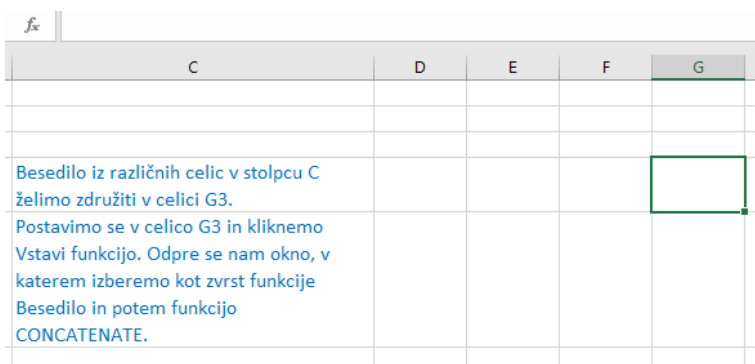 fx
C D E F G
Besedilo iz različnih celic v stolpcu C
želimo združiti v celici G3.
Postavimo se v celico G3 in kliknemo
Vstavi funkcijo. Odpre se nam okno, v
katerem izberemo kot zvrst funkcije
Besedilo in potem funkcijo
CONCATENATE.